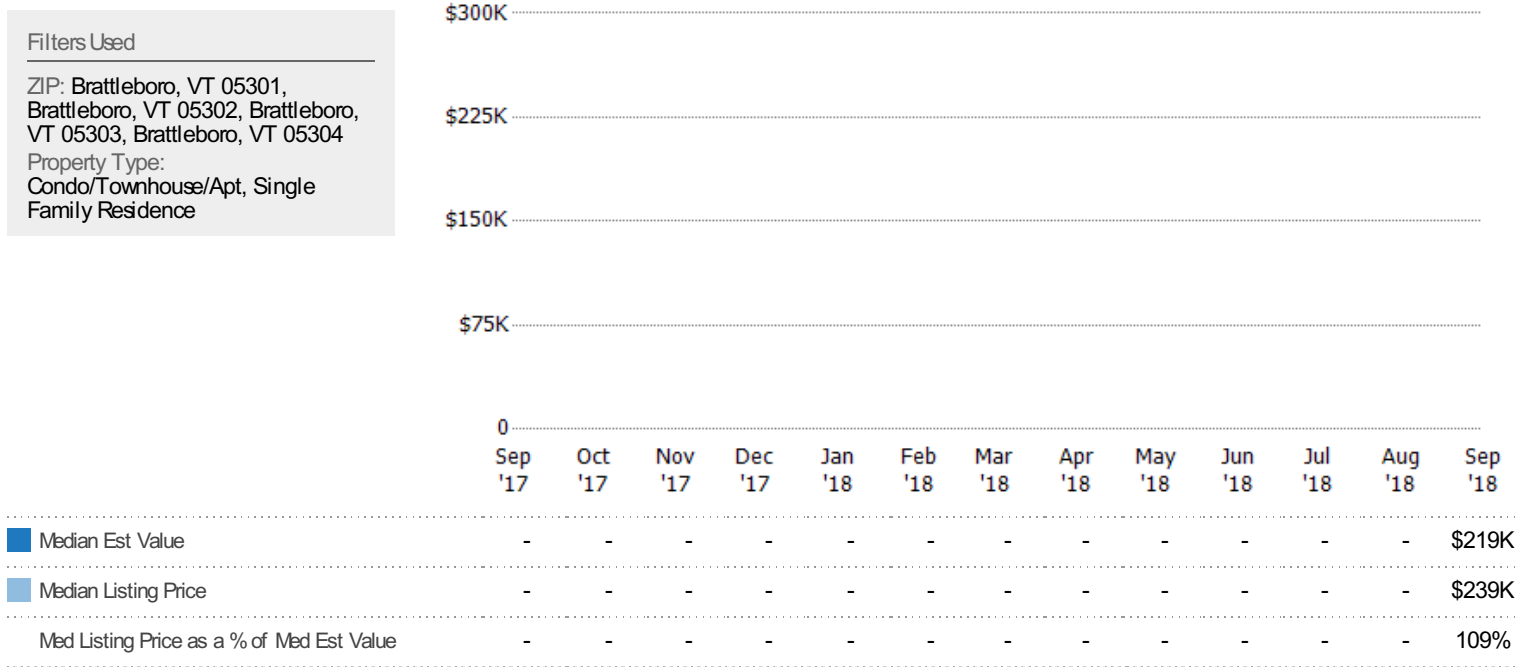 Filters Used
ZIP: Brattleboro, VT 05301,
Brattleboro, VT 05302, Brattleboro,
VT 05303, Brattleboro, VT 05304
Property Type:
Condo/Townhouse/Apt, Single
Family Residence
$300K
$225K
$150K
$75K
0
Sep Oct Nov Dec Jan Feb Mar Apr May Jun Jul Aug Sep
'17 '17 '17 '17 '18 '18 '18 '18 '18 '18 '18 '18 '18
Median Est Value - - - - - - - - - - - - $219K
Median Listing Price - - - - - - - - - - - - $239K
Med Listing Price as a % of Med Est Value - - - - - - - - - - - - 109%